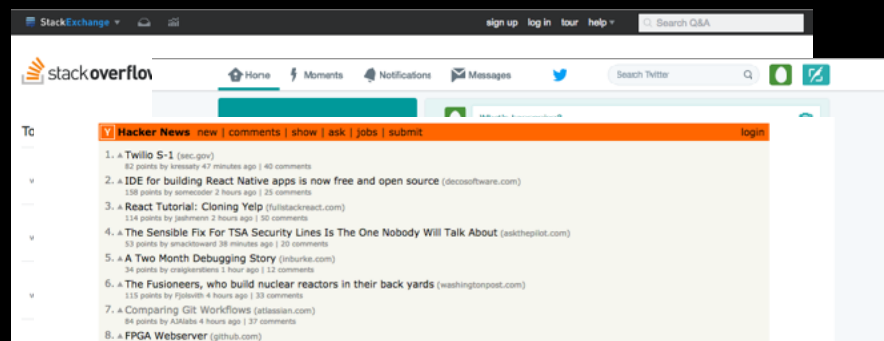 StackExchange sign up log in tour help Search Q&A
stackoverflow
Home Moments Notifications Messages Search Twitter
To
Y Hacker News new | comments | show | ask | jobs | submit login
1. Twilio S-1 (sec.gov)
82 points by kressaty 47 minutes ago | 40 comments
2. IDE for building React Native apps is now free and open source (decosoftware.com)
158 points by somecoder 2 hours ago | 25 comments
3. React Tutorial: Cloning Yelp (fullstackreact.com)
114 points by jashmenn 2 hours ago | 50 comments
4. The Sensible Fix For TSA Security Lines Is The One Nobody Will Talk About (askthepilot.com)
53 points by smacktoward 38 minutes ago | 20 comments
5. A Two Month Debugging Story (inburke.com)
34 points by craigkerstiens 1 hour ago | 12 comments
6. The Fusioneers, who build nuclear reactors in their back yards (washingtonpost.com)
115 points by Fjolsvith 4 hours ago | 33 comments
7. Comparing Git Workflows (atlassian.com)
84 points by AJAlabs 4 hours ago | 37 comments
8. FPGA Webserver (github.com)